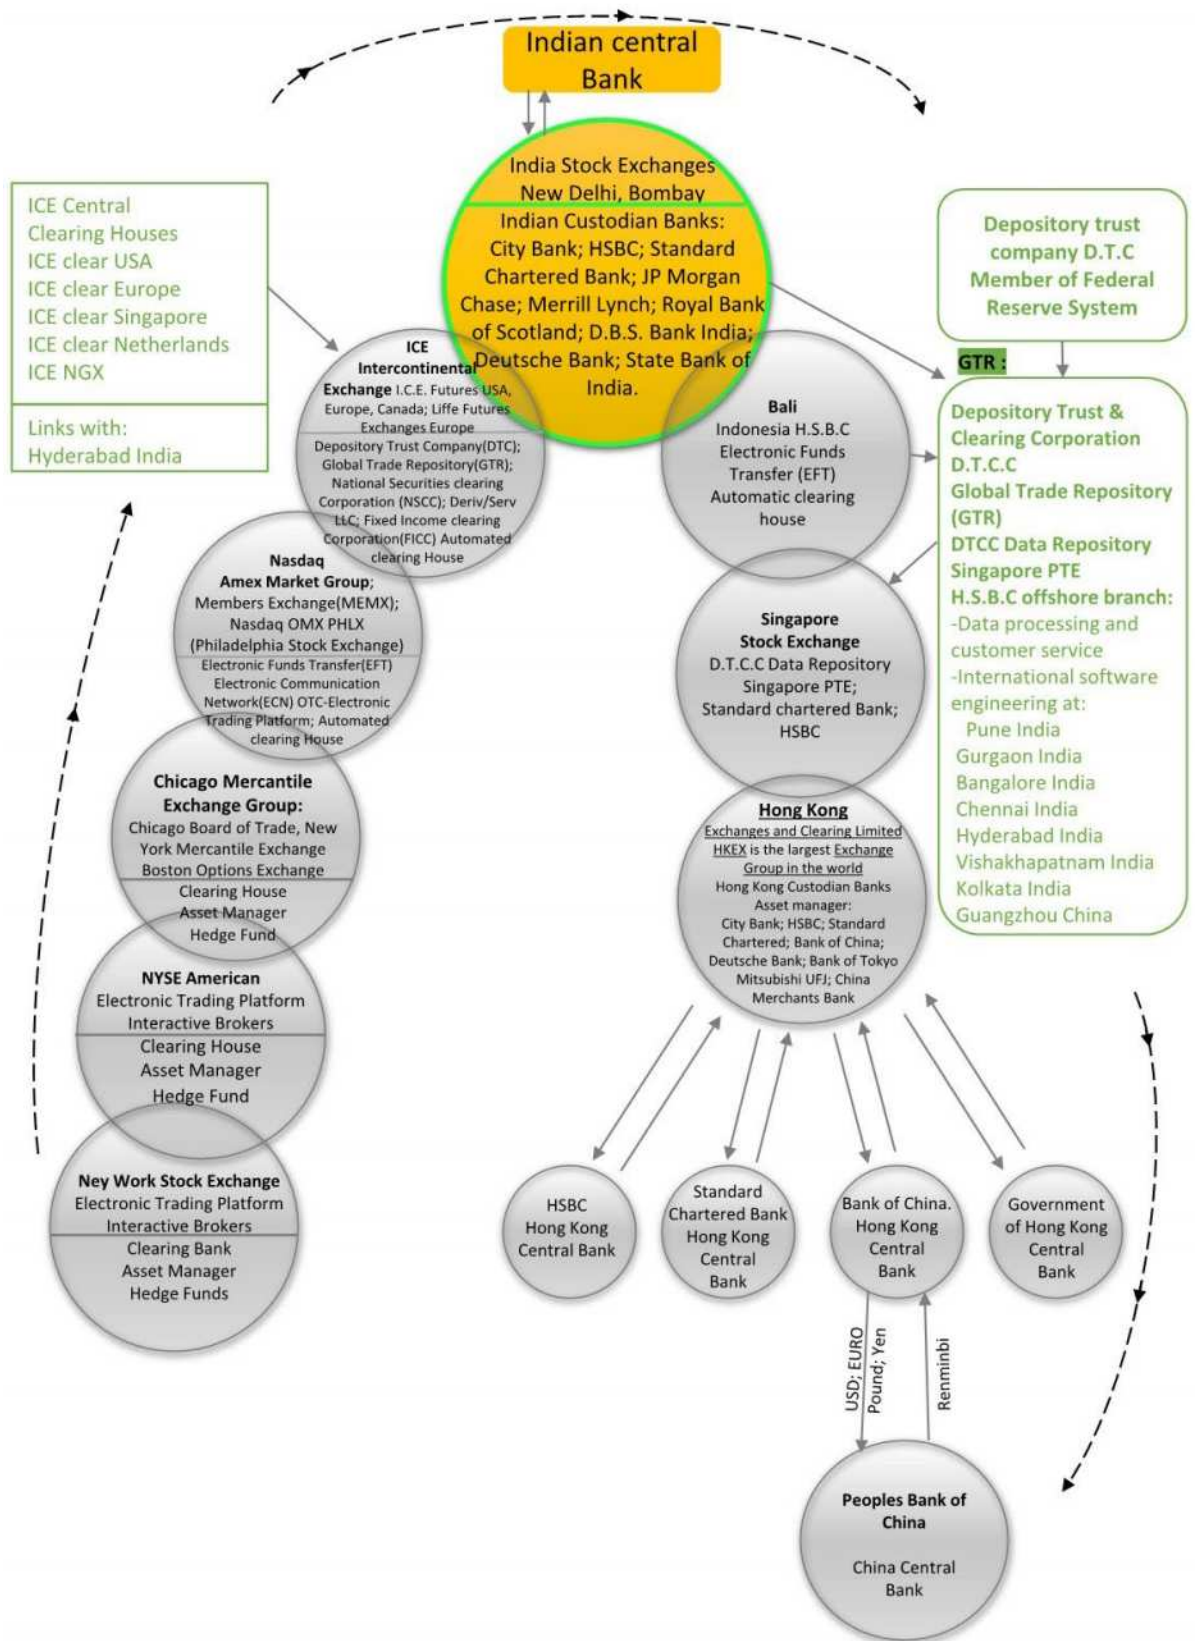 Indian central
Bank
India Stock Exchanges
New Delhi, Bombay
Indian Custodian Banks:
City Bank; HSBC; Standard
Chartered Bank; JP Morgan
Chase; Merrill Lynch; Royal Bank
of Scotland; D.B.S. Bank India;
Deutsche Bank; State Bank of
India.
ICE Central
Clearing Houses
ICE clear USA
ICE clear Europe
ICE clear Singapore
ICE clear Netherlands
ICE NGX
Links with:
Hyderabad India
ICE
Intercontinental
Exchange I.C.E. Futures USA,
Europe, Canada; Liffe Futures
Exchanges Europe
Depository Trust Company(DTC);
Global Trade Repository(GTR);
National Securities clearing
Corporation (NSCC); Deriv/Serv
LLC; Fixed Income clearing
Corporation(FICC) Automated
clearing House
Nasdaq
Amex Market Group;
Members Exchange(MEMX);
Nasdaq OMX PHLX
(Philadelphia Stock Exchange)
Electronic Funds Transfer(EFT)
Electronic Communication
Network(ECN) OTC-Electronic
Trading Platform; Automated
clearing House
Chicago Mercantile
Exchange Group:
Chicago Board of Trade, New
York Mercantile Exchange
Boston Options Exchange
Clearing House
Asset Manager
Hedge Fund
NYSE American
Electronic Trading Platform
Interactive Brokers
Clearing House
Asset Manager
Hedge Fund
Ney Work Stock Exchange
Electronic Trading Platform
Interactive Brokers
Clearing Bank
Asset Manager
Hedge Funds
Depository trust
company D.T.C
Member of Federal
Reserve System
GTR :
Depository Trust &
Clearing Corporation
D.T.C.C
Global Trade Repository
(GTR)
DTCC Data Repository
Singapore PTE
H.S.B.C offshore branch:
-Data processing and
customer service
-International software
engineering at:
Pune India
Gurgaon India
Bangalore India
Chennai India
Hyderabad India
Vishakhapatnam India
Kolkata India
Guangzhou China
Bali
Indonesia H.S.B.C
Electronic Funds
Transfer (EFT)
Automatic clearing
house
Singapore
Stock Exchange
D.T.C.C Data Repository
Singapore PTE;
Standard chartered Bank;
HSBC
Hong Kong
Exchanges and Clearing Limited
HKEX is the largest Exchange
Group in the world
Hong Kong Custodian Banks
Asset manager:
City Bank; HSBC; Standard
Chartered; Bank of China;
Deutsche Bank; Bank of Tokyo
Mitsubishi UFJ; China
Merchants Bank
HSBC
Hong Kong
Central Bank
Standard
Chartered Bank
Hong Kong
Central
Bank
Bank of China.
Hong Kong
Central
Bank
Government
of Hong Kong
Central
Bank
USD; EURO
Pound; Yen
Renminbi
Peoples Bank of
China
China Central
Bank